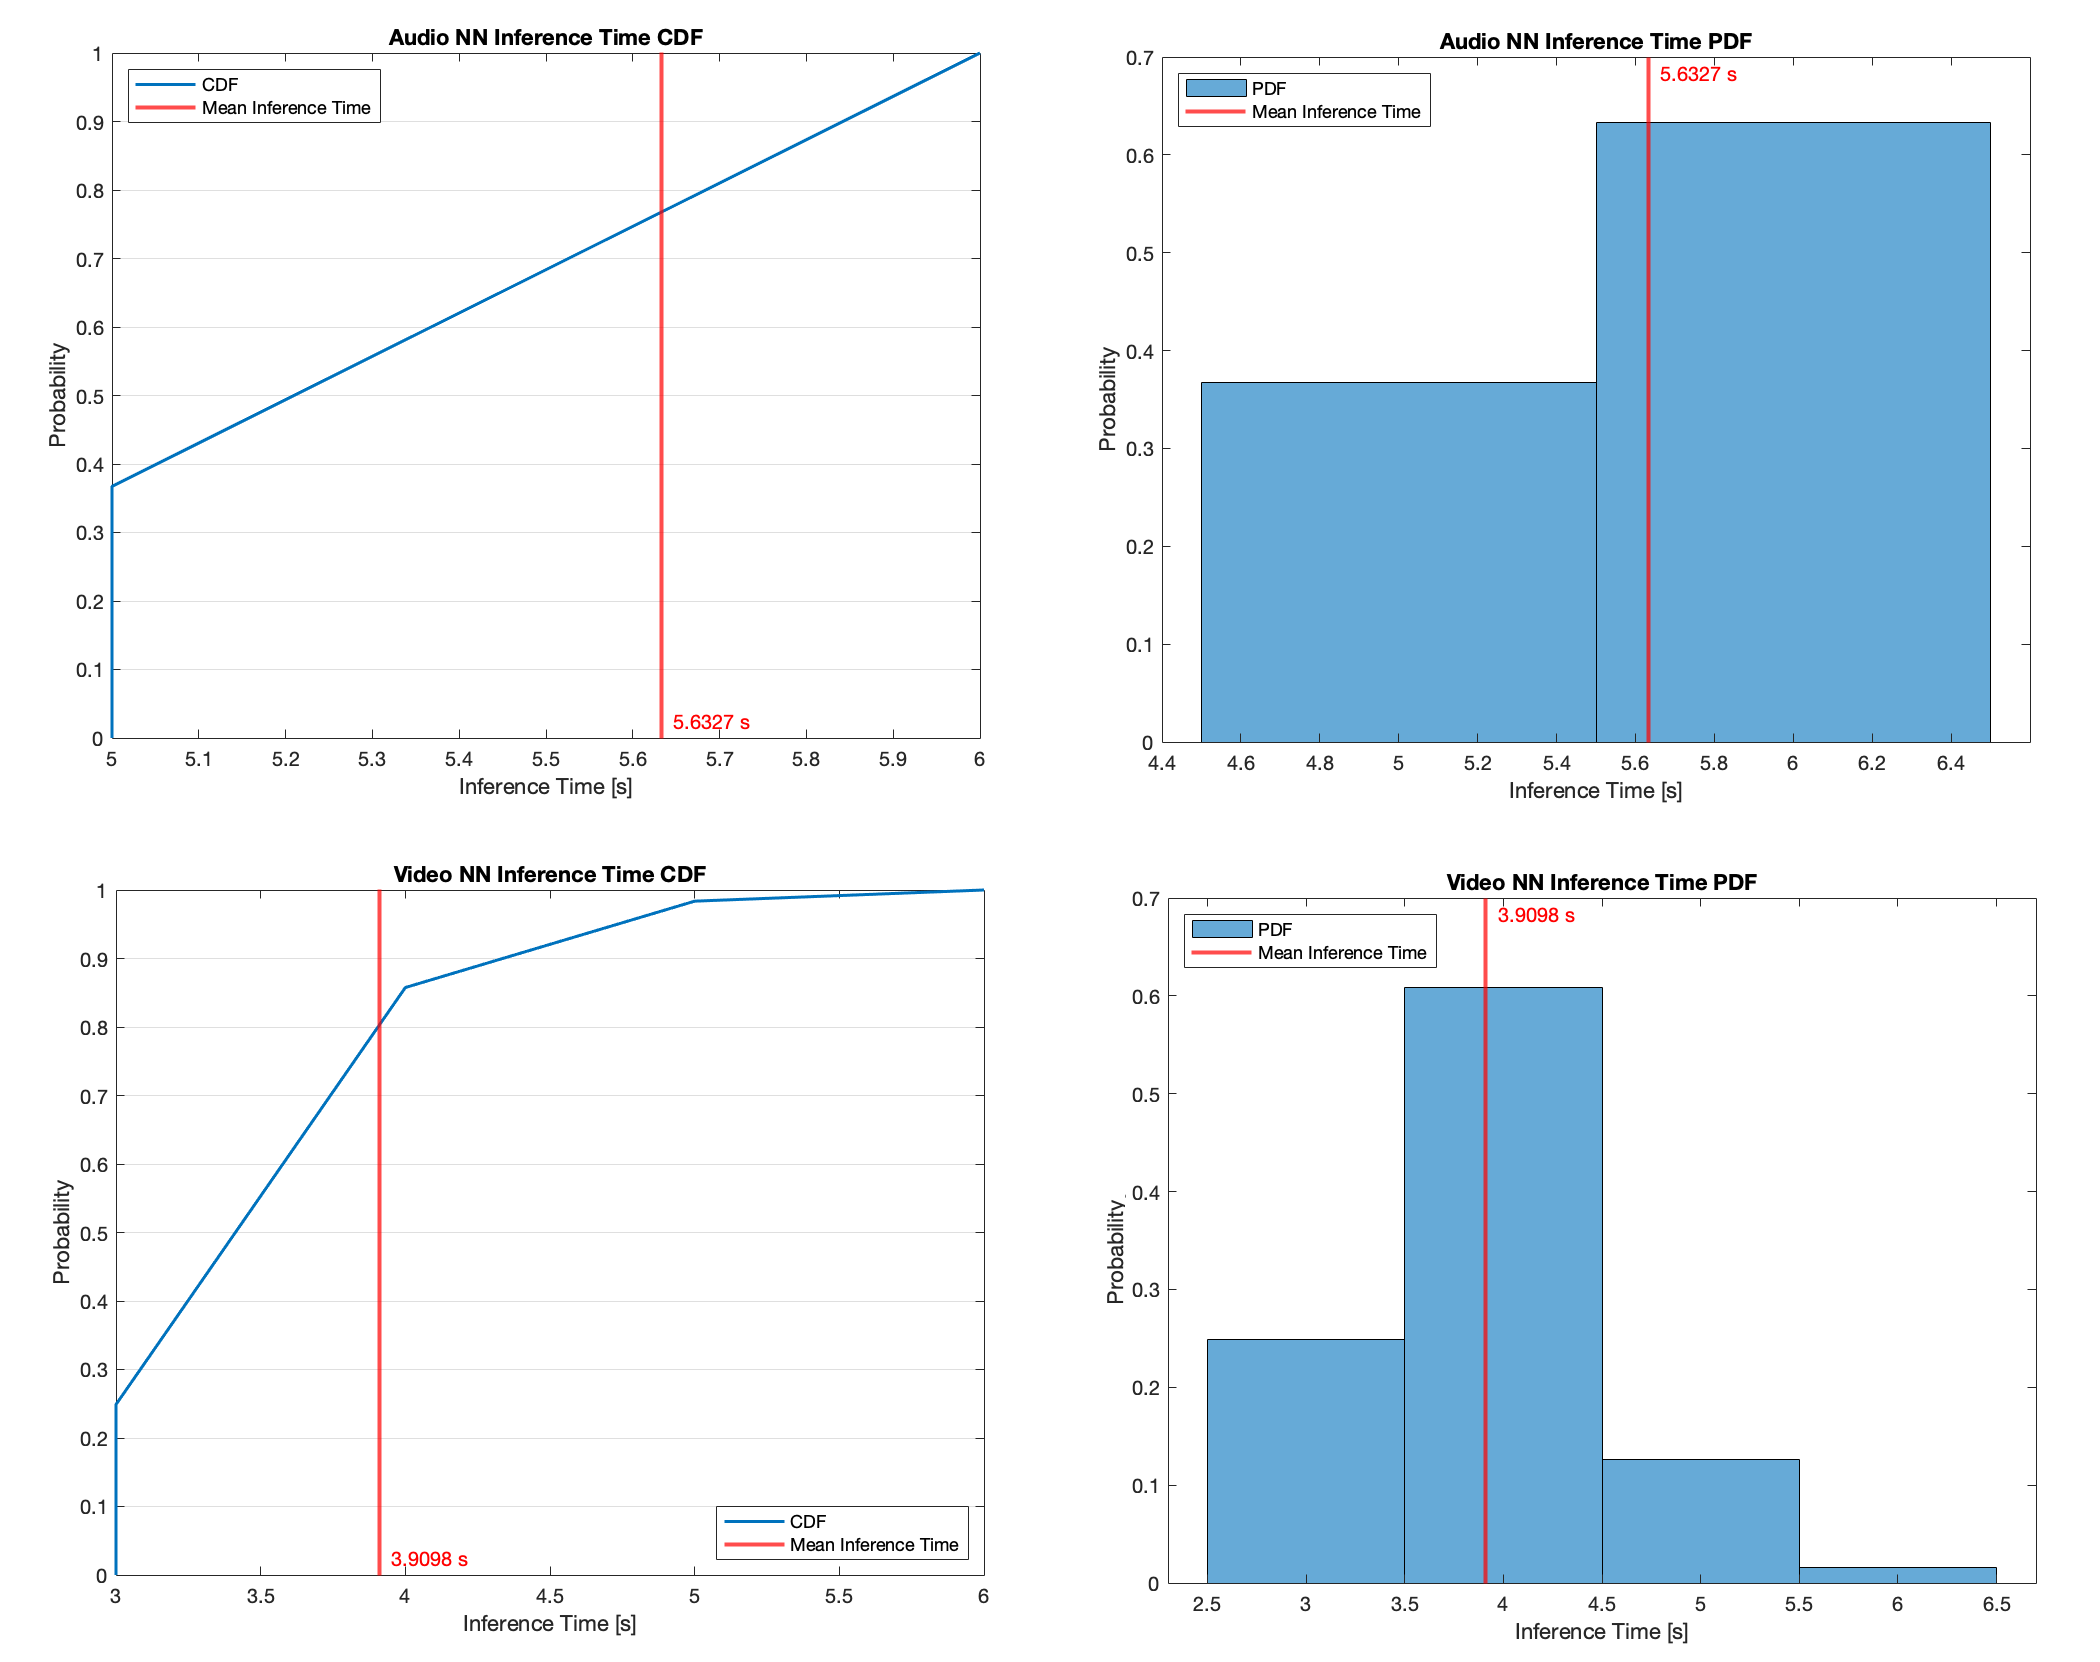 Audio NN Inference Time CDF
CDF
Mean Inference Time
1
0.9
0.8
0.7
0.6
0.5
0.4
0.3
0.2
0.1
0
Probability
5.6327 s
5 5.1 5.2 5.3 5.4 5.5 5.6 5.7 5.8 5.9 6
Inference Time [s]
Audio NN Inference Time PDF
PDF
Mean Inference Time
5.6327 s
0.7
0.6
0.5
0.4
0.3
0.2
0.1
0
Probability
4.4 4.6 4.8 5 5.2 5.4 5.6 5.8 6 6.2 6.4
Inference Time [s]
Video NN Inference Time CDF
1
0.9
0.8
0.7
0.6
0.5
0.4
0.3
0.2
0.1
0
Probability
CDF
Mean Inference Time
3.9098 s
3 3.5 4 4.5 5 5.5 6
Inference Time [s]
Video NN Inference Time PDF
PDF
Mean Inference Time
3.9098 s
0.7
0.6
0.5
0.4
0.3
0.2
0.1
0
Probability
2.5 3 3.5 4 4.5 5 5.5 6 6.5
Inference Time [s]